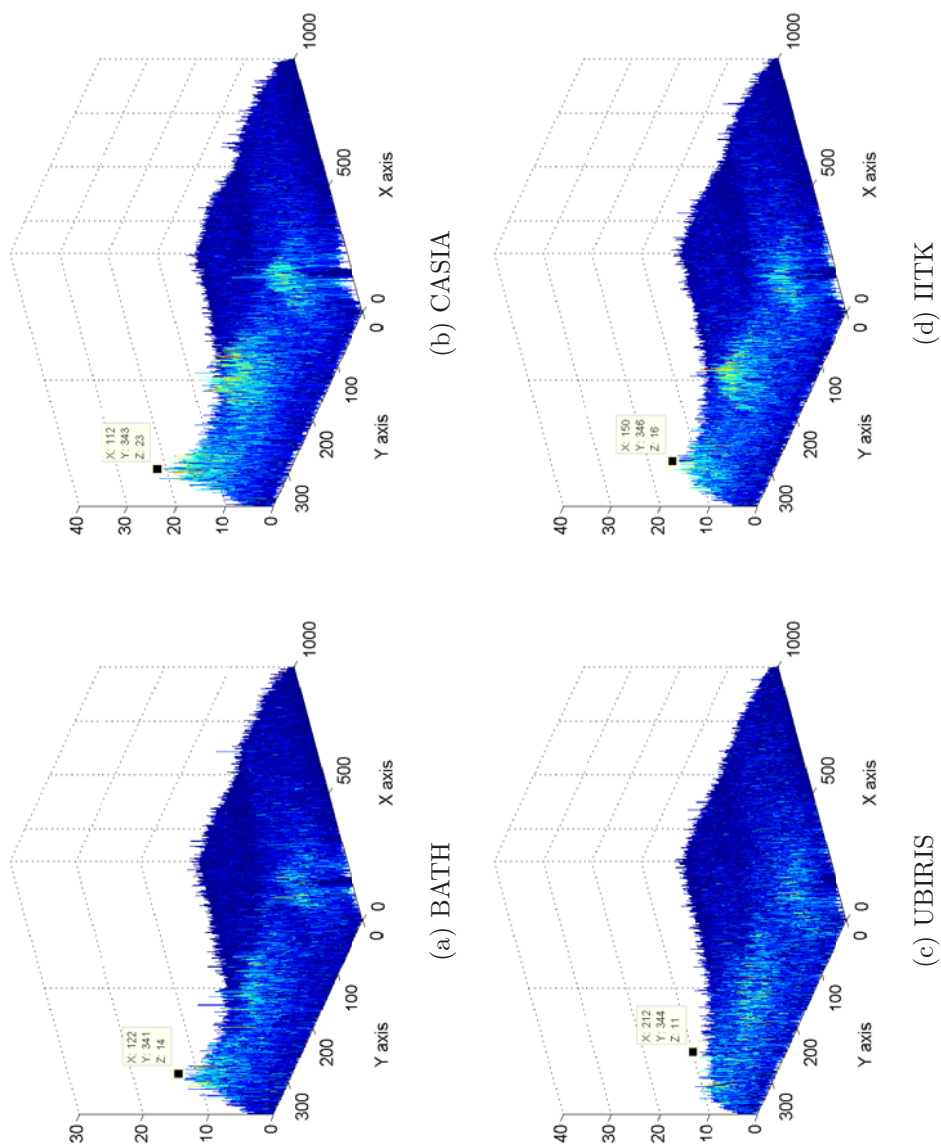 30
20
10
0
X: 122
Y: 341
Z: 14
300
200
100
0
Y axis
0
500
1000
X axis
(a) BATH
40
30
20
10
0
X: 112
Y: 343
Z: 23
300
200
100
0
Y axis
0
500
1000
X axis
(b) CASIA
40
30
20
10
0
X: 212
Y: 344
Z: 11
300
200
100
0
Y axis
0
500
1000
X axis
(c) UBIRIS
40
30
20
10
0
X: 150
Y: 346
Z: 16
300
200
100
0
Y axis
0
500
1000
X axis
(d) IITK